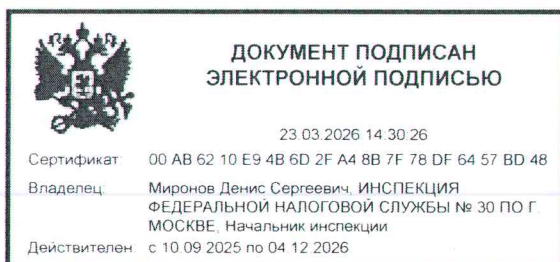 ДОКУМЕНТ ПОДПИСАН
ЭЛЕКТРОННОЙ ПОДПИСЬЮ
23.03.2026 14:30:26
Сертификат: 00 AB 62 10 E9 4B 6D 2F A4 8B 7F 78 DF 64 57 BD 48
Владелец: Миронов Денис Сергеевич, ИНСПЕКЦИЯ
ФЕДЕРАЛЬНОЙ НАЛОГОВОЙ СЛУЖБЫ № 30 ПО Г.
МОСКВЕ, Начальник инспекции
Действителен: с 10.09.2025 по 04.12.2026